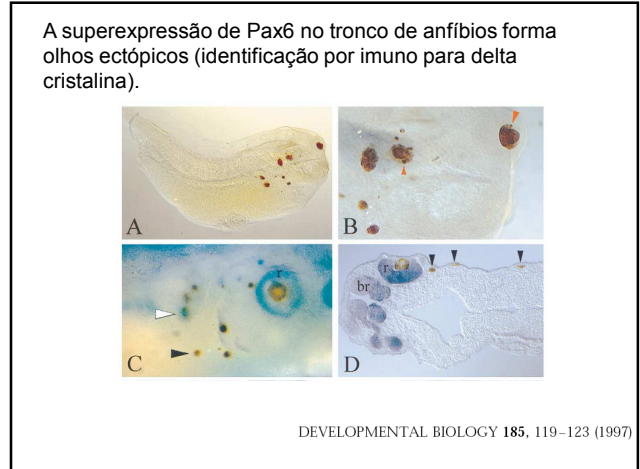 A superexpressão de Pax6 no tronco de anfíbios forma
olhos ectópicos (identificação por imuno para delta
cristalina).
A
B
r
C
r
br
D
DEVELOPMENTAL BIOLOGY 185, 119–123 (1997)